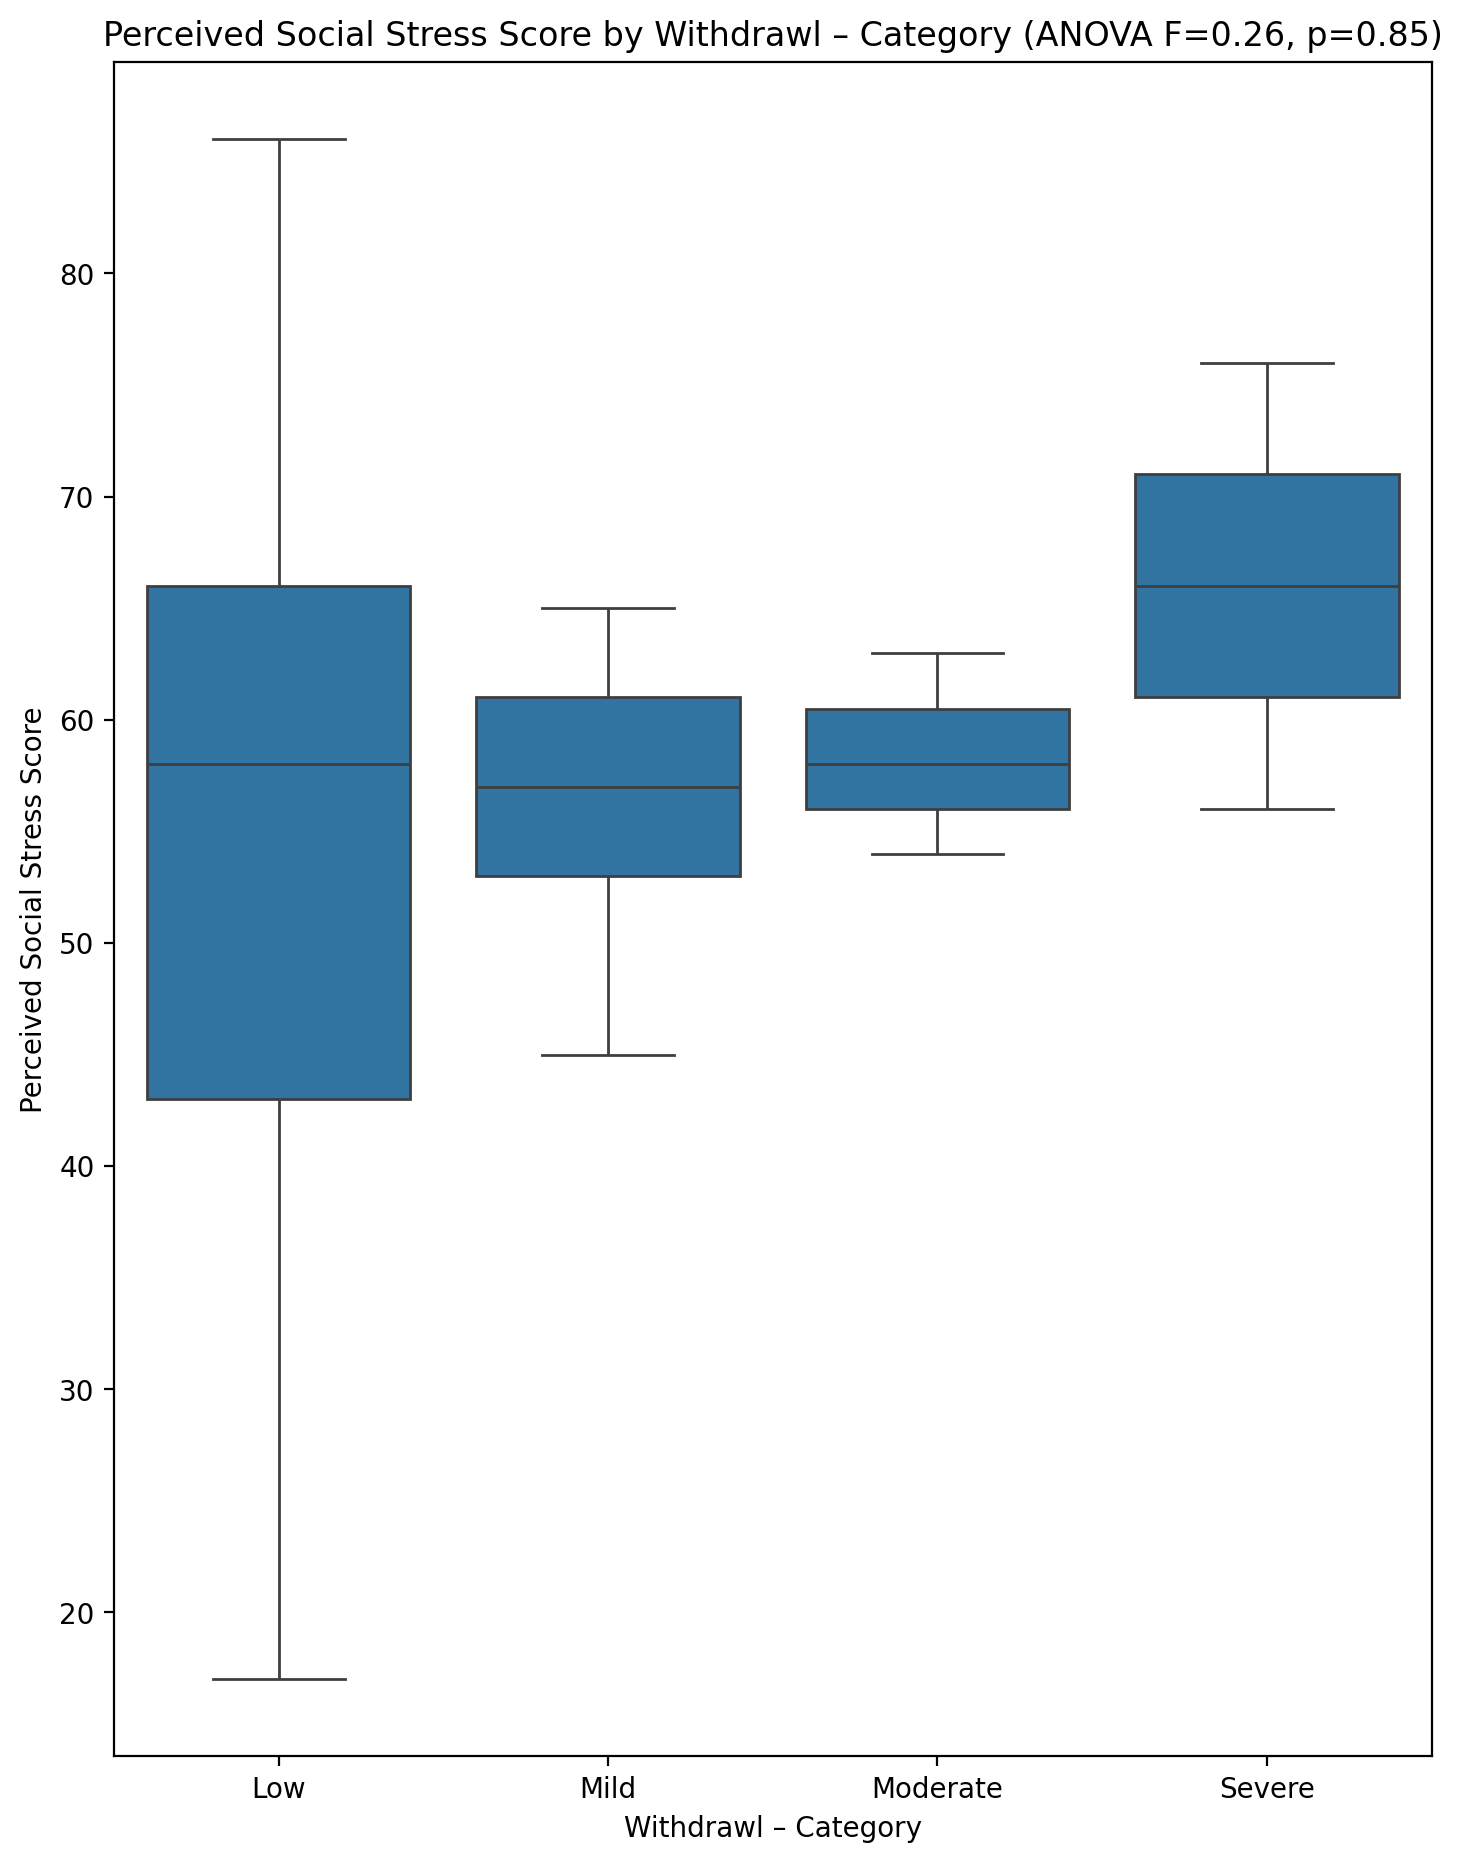 Perceived Social Stress Score by Withdrawl – Category (ANOVA F=0.26, p=0.85)
Perceived Social Stress Score
80
70
60
50
40
30
20
Low Mild Moderate Severe
Withdrawl – Category